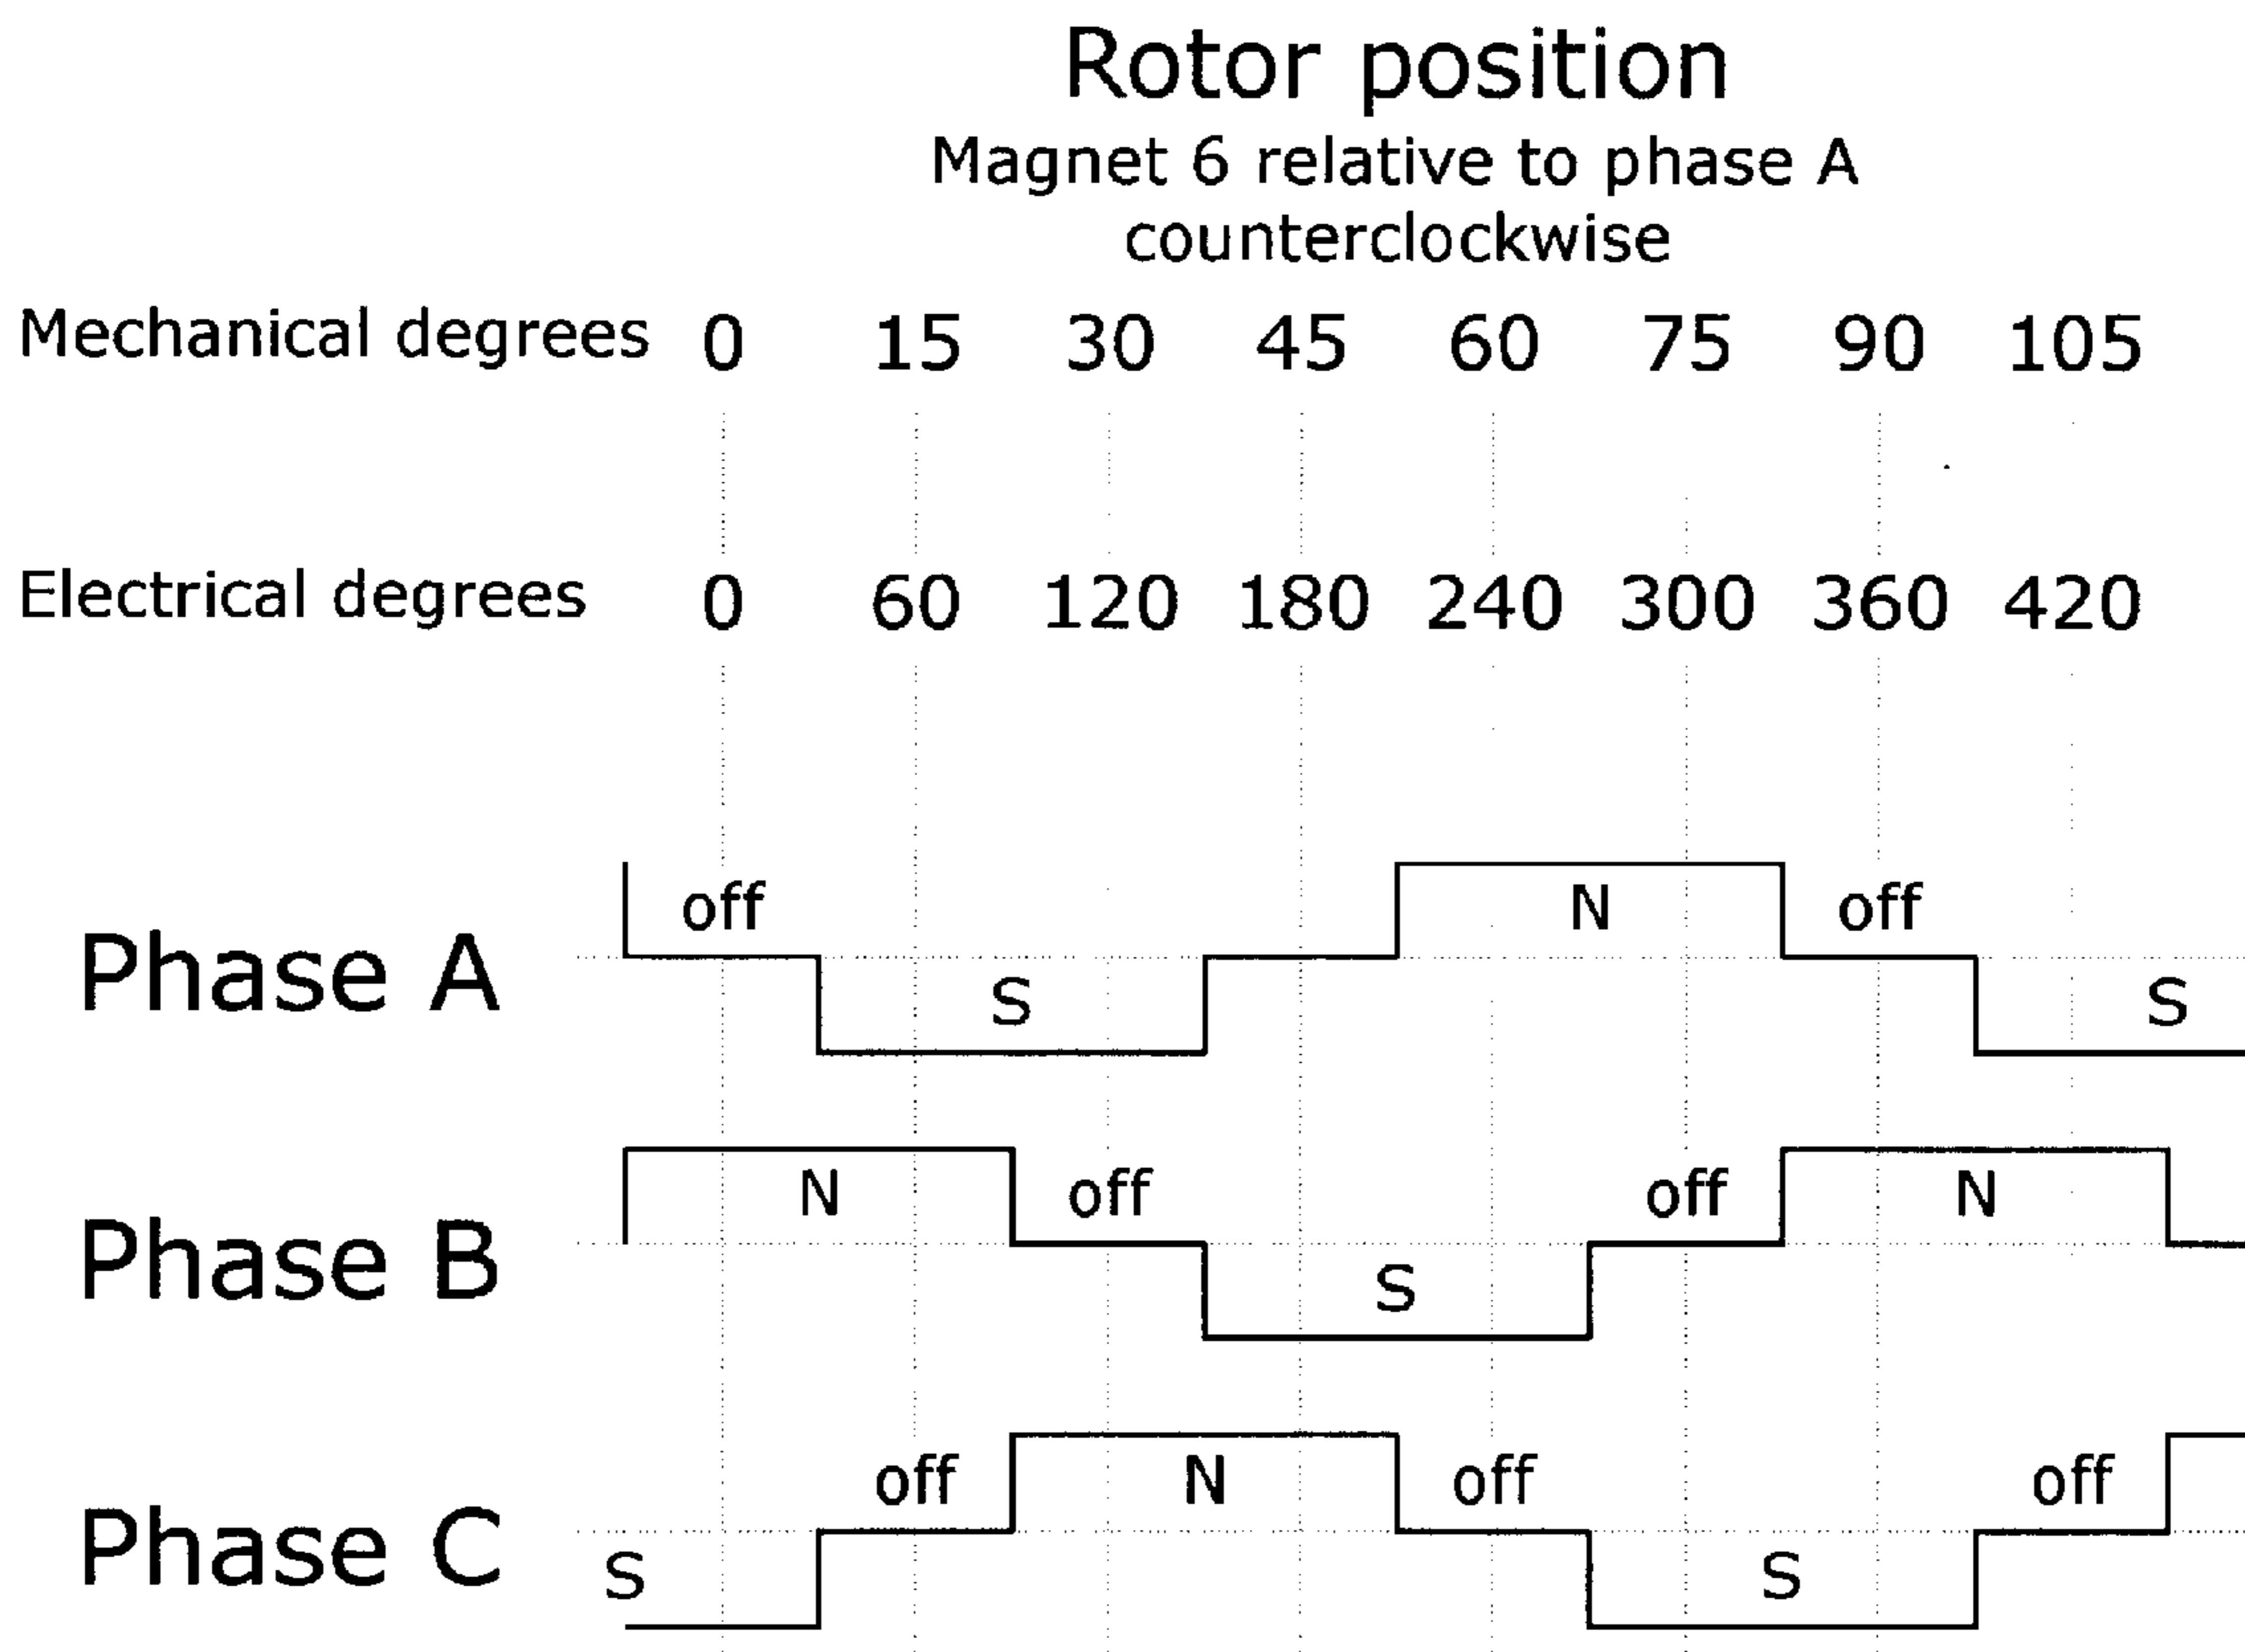 Rotor position
Magnet 6 relative to phase A
counterclockwise
Mechanical degrees 0 15 30 45 60 75 90 105
Electrical degrees 0 60 120 180 240 300 360 420
off N off
Phase A
S S
N off off N
Phase B
S
off N off off
Phase C
S S